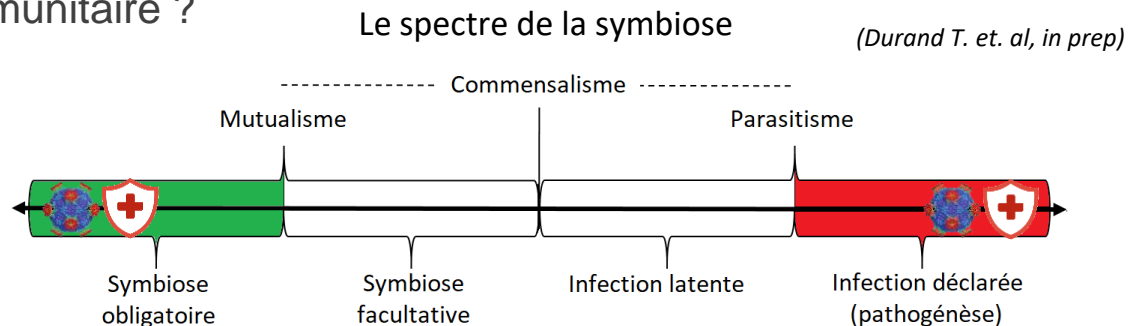 munitaire ?
Le spectre de la symbiose
(Durand T. et. al, in prep)
Commensalisme
Mutualisme
Parasitisme
Symbiose
obligatoire
Symbiose
facultative
Infection latente
Infection déclarée
(pathogénèse)